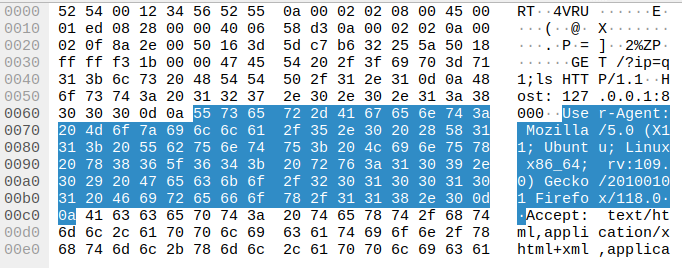 0000 52 54 00 12 34 56 52 55 0a 00 02 02 08 00 45 00 RT··4VRU ······E·
0010 01 ed 08 28 00 00 40 06 58 d3 0a 00 02 02 0a 00 ···(··@· X·······
0020 02 0f 8a 2e 00 50 16 3d 5d c7 b6 32 25 5a 50 18 ···.·P·= ]··2%ZP·
0030 ff ff f3 1b 00 00 47 45 54 20 2f 3f 69 70 3d 71 ······GE T /?ip=q
0040 31 3b 6c 73 20 48 54 54 50 2f 31 2e 31 0d 0a 48 1;ls HTT P/1.1··H
0050 6f 73 74 3a 20 31 32 37 2e 30 2e 30 2e 31 3a 38 ost: 127 .0.0.1:8
0060 30 30 30 0d 0a 55 73 65 72 2d 41 67 65 6e 74 3a 000··Use r-Agent:
0070 20 4d 6f 7a 69 6c 6c 61 2f 35 2e 30 20 28 58 31 Mozilla /5.0 (X1
0080 31 3b 20 55 62 75 6e 74 75 3b 20 4c 69 6e 75 78 1; Ubunt u; Linux
0090 20 78 38 36 5f 36 34 3b 20 72 76 3a 31 30 39 2e x86_64; rv:109.
00a0 30 29 20 47 65 63 6b 6f 2f 32 30 31 30 30 31 30 0) Gecko /2010010
00b0 31 20 46 69 72 65 66 6f 78 2f 31 31 38 2e 30 0d 1 Firefo x/118.0·
00c0 0a 41 63 63 65 70 74 3a 20 74 65 78 74 2f 68 74 ·Accept: text/ht
00d0 6d 6c 2c 61 70 70 6c 69 63 61 74 69 6f 6e 2f 78 ml,appli cation/x
00e0 68 74 6d 6c 2b 78 6d 6c 2c 61 70 70 6c 69 63 61 html+xml ,applica